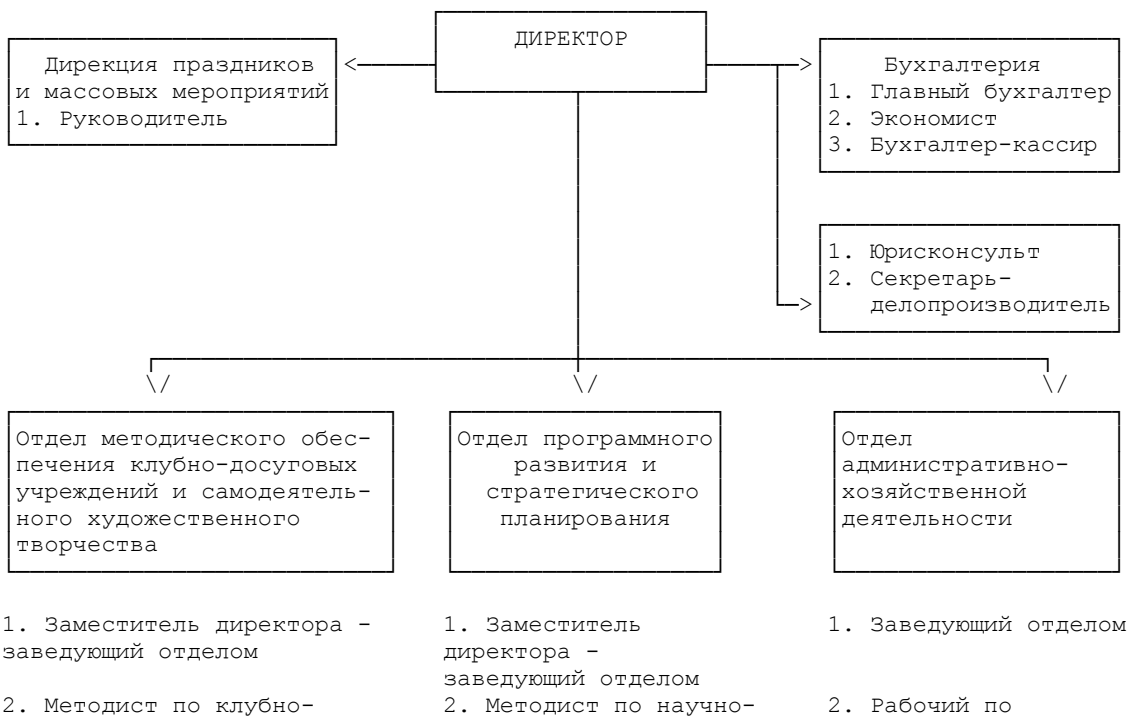 ДИРЕКТОР
Дирекция праздников
и массовых мероприятий
1. Руководитель
Бухгалтерия
1. Главный бухгалтер
2. Экономист
3. Бухгалтер-кассир
1. Юрисконсульт
2. Секретарь-
делопроизводитель
Отдел методического обес-
печения клубно-досуговых
учреждений и самодеятель-
ного художественного
творчества
Отдел программного
развития и
стратегического
планирования
Отдел
административно-
хозяйственной
деятельности
1. Заместитель директора -
заведующий отделом
2. Методист по клубно-
1. Заместитель
директора -
заведующий отделом
2. Методист по научно-
1. Заведующий отделом
2. Рабочий по